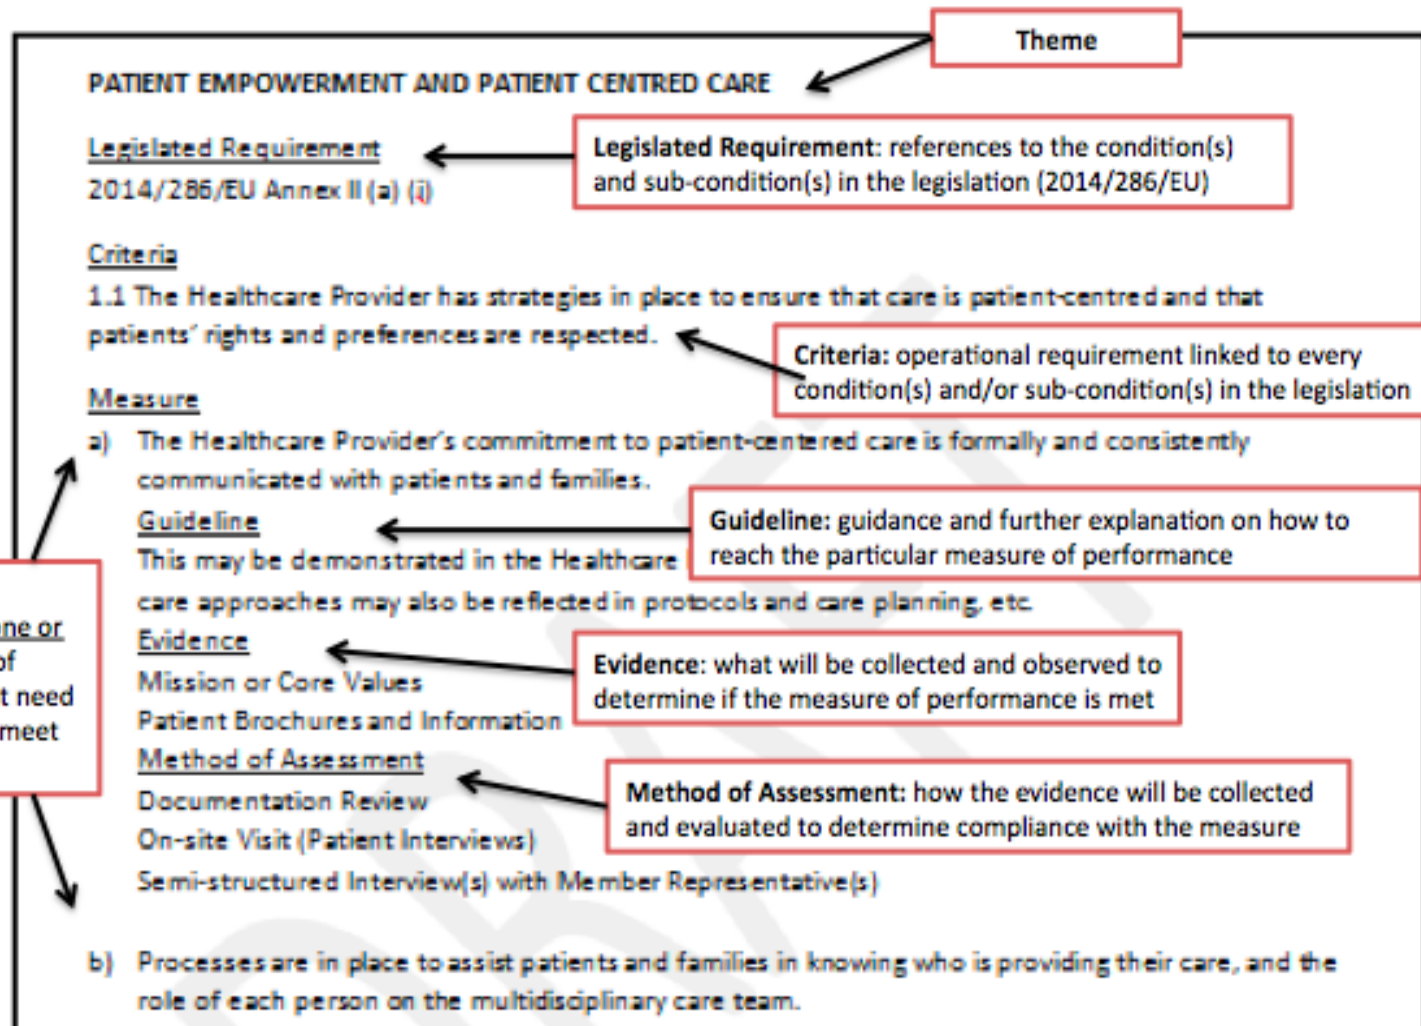 Theme
PATIENT EMPOWERMENT AND PATIENT CENTRED CARE
Legislated Requirement
2014/286/EU Annex II (a) (i)
Legislated Requirement: references to the condition(s)
and sub-condition(s) in the legislation (2014/286/EU)
Criteria
1.1 The Healthcare Provider has strategies in place to ensure that care is patient-centred and that
patients' rights and preferences are respected.
Criteria: operational requirement linked to every
condition(s) and/or sub-condition(s) in the legislation
Measure
a) The Healthcare Provider's commitment to patient-centered care is formally and consistently
communicated with patients and families.
Guideline
Guideline: guidance and further explanation on how to
reach the particular measure of performance
This may be demonstrated in the Healthcare
care approaches may also be reflected in protocols and care planning, etc.
or
of
need
meet
Evidence
Evidence: what will be collected and observed to
determine if the measure of performance is met
Mission or Core Values
Patient Brochures and Information
Method of Assessment
Method of Assessment: how the evidence will be collected
and evaluated to determine compliance with the measure
Documentation Review
On-site Visit (Patient Interviews)
Semi-structured Interview(s) with Member Representative(s)
b) Processes are in place to assist patients and families in knowing who is providing their care, and the
role of each person on the multidisciplinary care team.
DRAFT